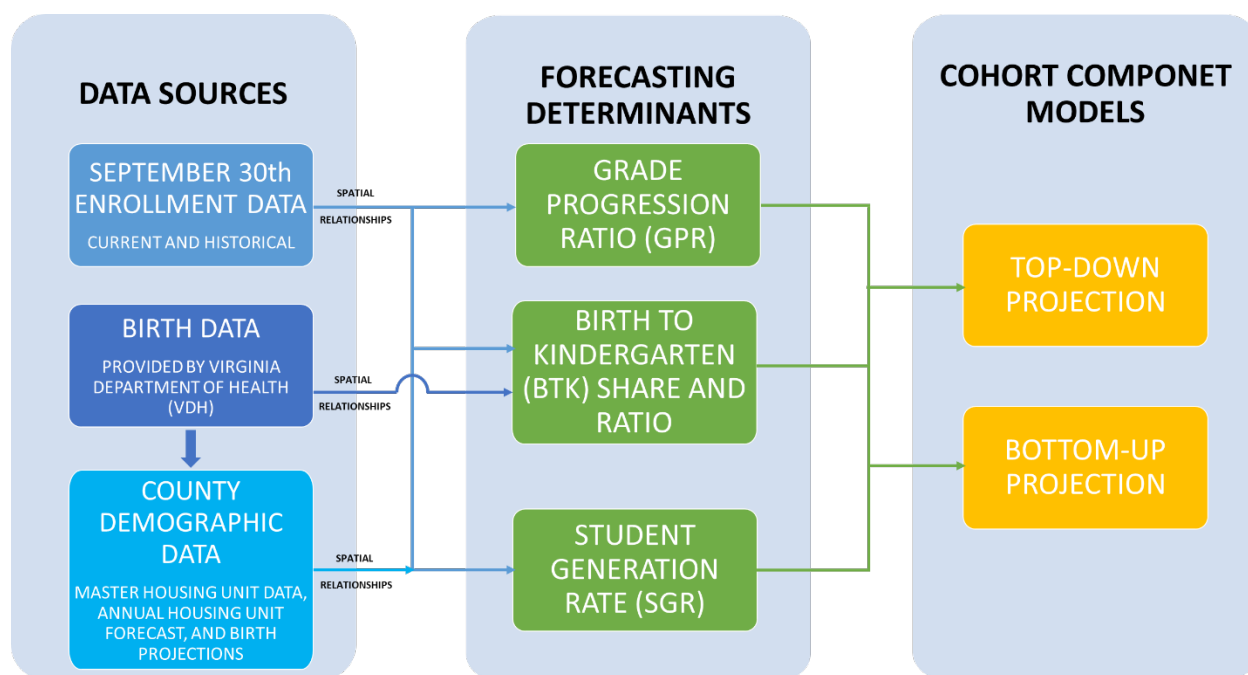 DATA SOURCES
SEPTEMBER 30th
ENROLLMENT DATA
CURRENT AND HISTORICAL
BIRTH DATA
PROVIDED BY VIRGINIA
DEPARTMENT OF HEALTH
(VDH)
COUNTY
DEMOGRAPHIC
DATA
MASTER HOUSING UNIT DATA,
ANNUAL HOUSING UNIT
FORECAST, AND BIRTH
PROJECTIONS
SPATIAL
RELATIONSHIPS
SPATIAL
RELATIONSHIPS
SPATIAL
RELATIONSHIPS
FORECASTING
DETERMINANTS
GRADE
PROGRESSION
RATIO (GPR)
BIRTH TO
KINDERGARTEN
(BTK) SHARE AND
RATIO
STUDENT
GENERATION
RATE (SGR)
COHORT COMPONET
MODELS
TOP-DOWN
PROJECTION
BOTTOM-UP
PROJECTION